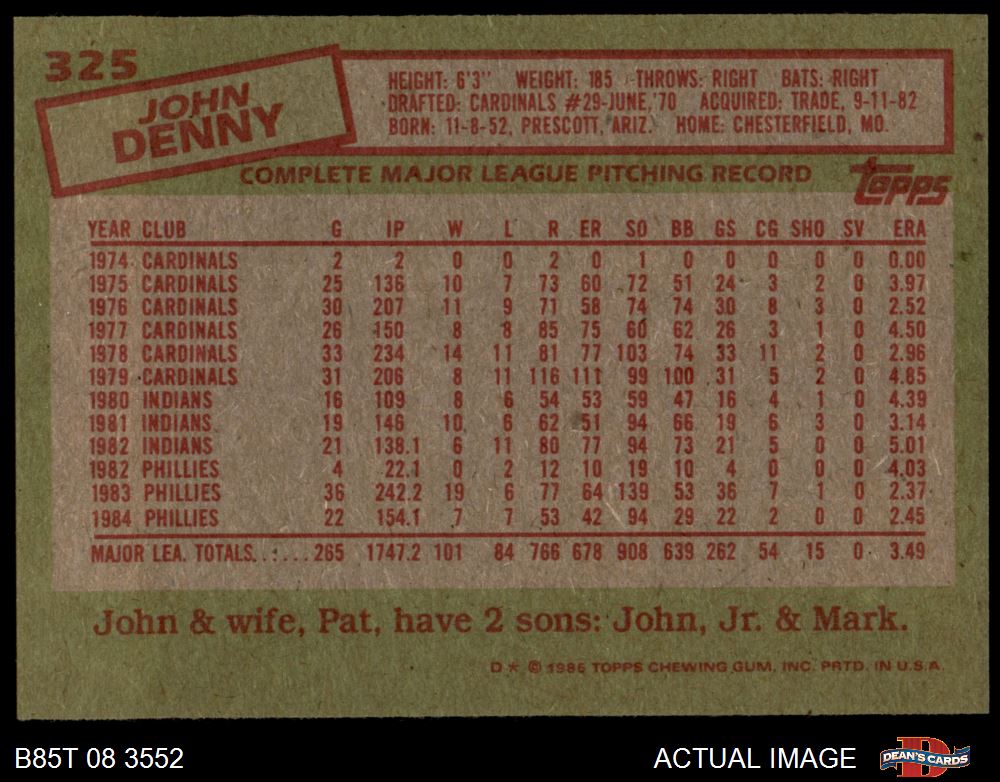 325
JOHN
DENNY
HEIGHT: 6'3" WEIGHT: 185 THROWS: RIGHT BATS: RIGHT
DRAFTED: CARDINALS #29-JUNE,'70 ACQUIRED: TRADE, 9-11-82
BORN: 11-8-52, PRESCOTT, ARIZ. HOME: CHESTERFIELD, MO.
COMPLETE MAJOR LEAGUE PITCHING RECORD
topps
YEAR CLUB G IP W L R ER SO BB GS CG SHO SV ERA
1974 CARDINALS 2 2 0 0 2 0 1 0 0 0 0 0 0.00
1975 CARDINALS 25 136 10 7 73 60 72 51 24 3 2 0 3.97
1976 CARDINALS 30 207 11 9 71 58 74 74 30 8 3 0 2.52
1977 CARDINALS 26 150 8 8 85 75 60 62 26 3 1 0 4.50
1978 CARDINALS 33 234 14 11 81 77 103 74 33 11 2 0 2.96
1979 CARDINALS 31 206 8 11 116 111 99 100 31 5 2 0 4.85
1980 INDIANS 16 109 8 6 54 53 59 47 16 4 1 0 4.39
1981 INDIANS 19 146 10 6 62 51 94 66 19 6 3 0 3.14
1982 INDIANS 21 138.1 6 11 80 77 94 73 21 5 0 0 5.01
1982 PHILLIES 4 22.1 0 2 12 10 19 10 4 0 0 0 4.03
1983 PHILLIES 36 242.2 19 6 77 64 139 53 36 7 1 0 2.37
1984 PHILLIES 22 154.1 7 7 53 42 94 29 22 2 0 0 2.45
MAJOR LEA. TOTALS.......265 1747.2 101 84 766 678 908 639 262 54 15 0 3.49
John & wife, Pat, have 2 sons: John, Jr. & Mark.
D * © 1985 TOPPS CHEWING GUM, INC. PRTD. IN U.S.A.
B85T 08 3552
ACTUAL IMAGE
DEAN'S CARDS